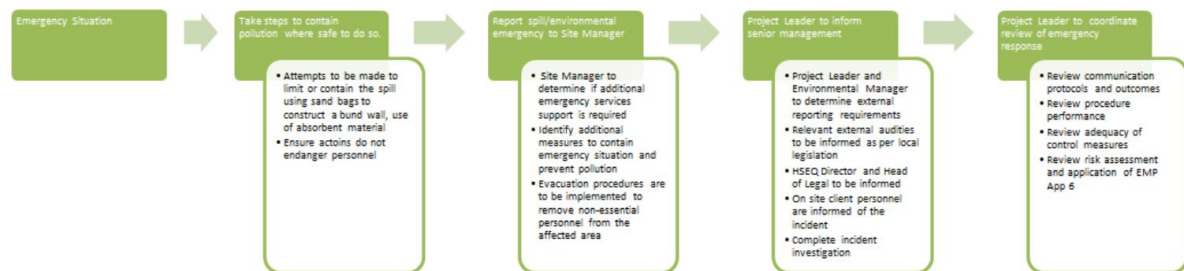 Emergency Situation
Take steps to contain
pollution where safe to do so.
▪ Attempts to be made to
limit or contain the spill
using sand bags to
construct a bund wall, use
of absorbent material
▪ Ensure actoins do not
endanger personnel
Report spill/environmental
emergency to Site Manager
▪ Site Manager to
determine if additional
emergency services
support is required
▪ Identify additional
measures to contain
emergency situation and
prevent pollution
▪ Evacuation procedures are
to be implemented to
remove non-essential
personnel from the
affected area
Project Leader to inform
senior management
▪ Project Leader and
Environmental Manager
to determine external
reporting requirements
▪ Relevant external audities
to be informed as per local
legislation
▪ HSEQ Director and Head
of Legal to be informed
▪ On site client personnel
are informed of the
incident
▪ Complete incident
investigation
Project Leader to coordinate
review of emergency
response
▪ Review communication
protocols and outcomes
▪ Review procedure
performance
▪ Review adequacy of
control measures
▪ Review risk assessment
and application of EMP
App 6